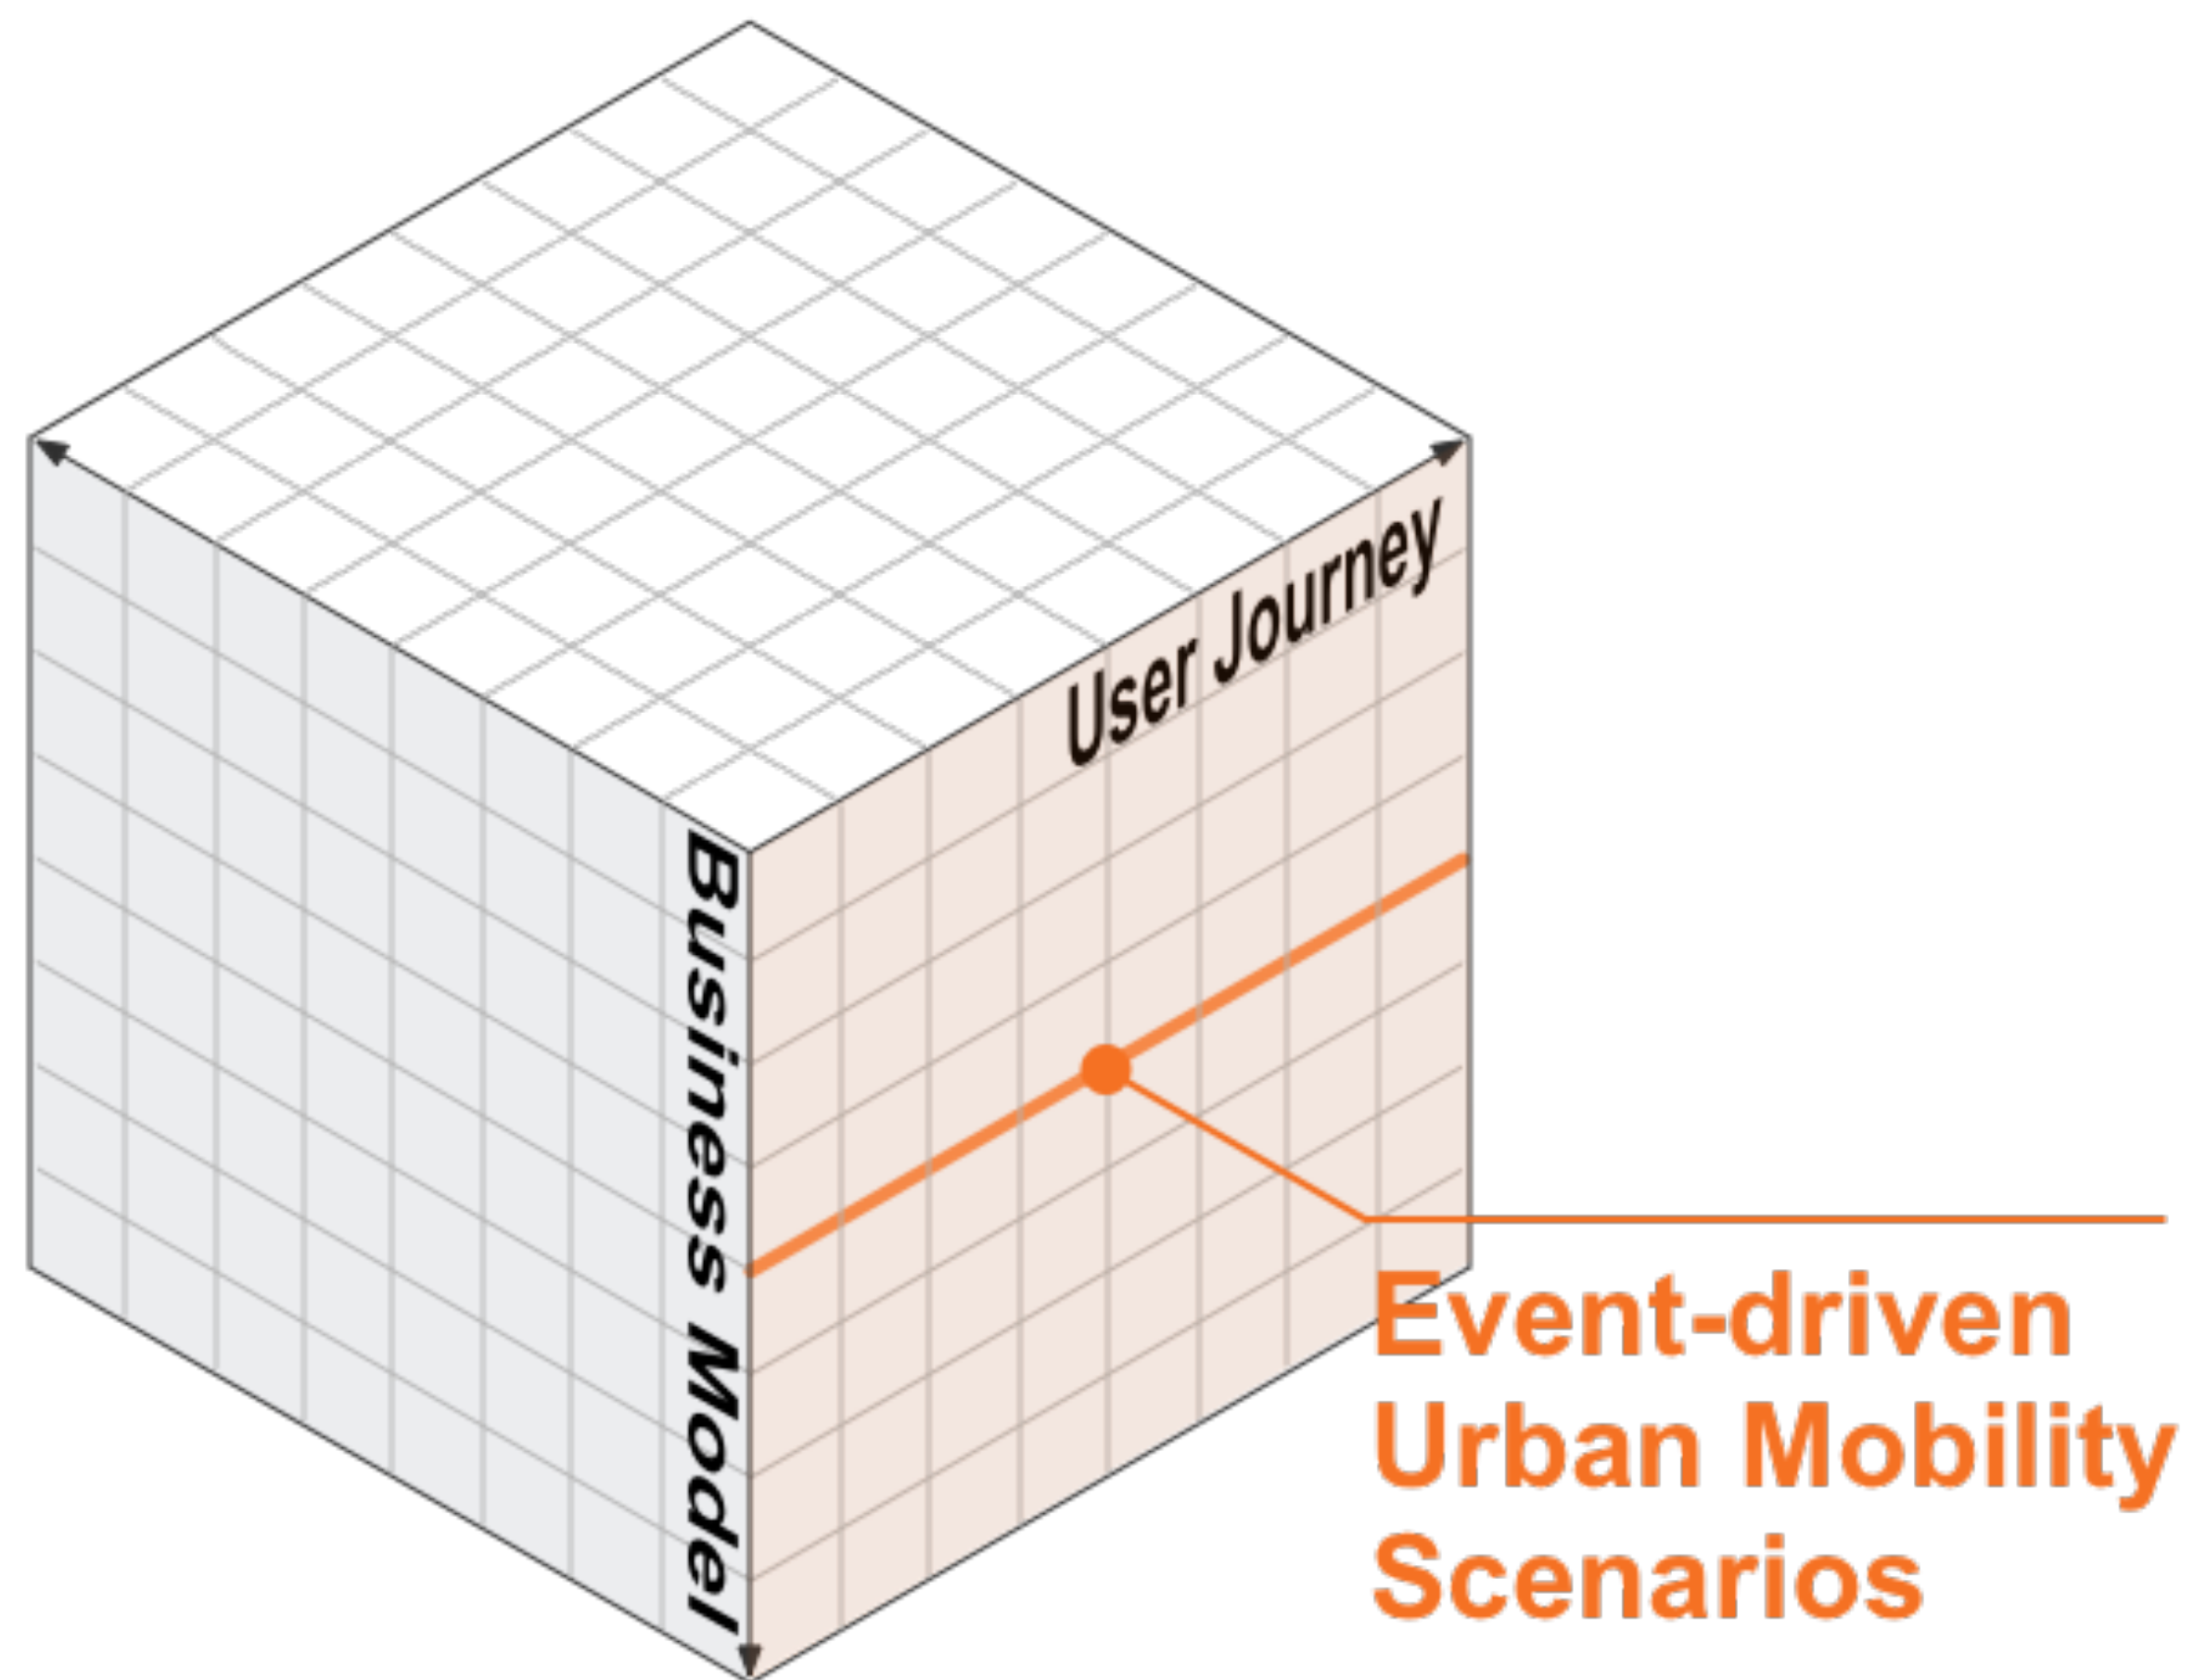 User Journey
Business Model
Event-driven
Urban Mobility
Scenarios